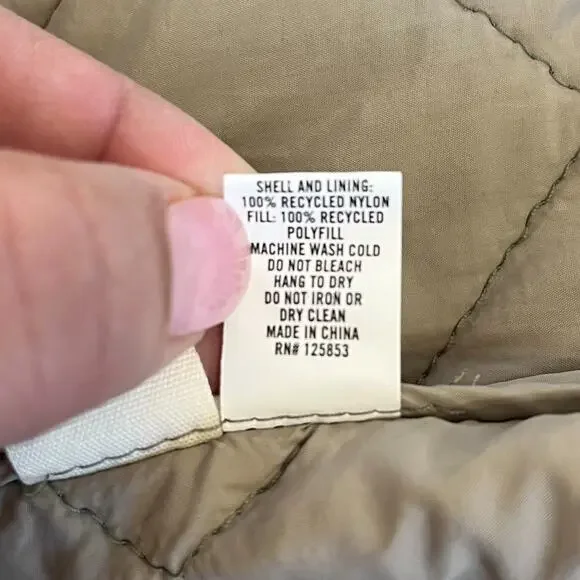 SHELL AND LINING:
100% RECYCLED NYLON
FILL: 100% RECYCLED
POLYFILL
MACHINE WASH COLD
DO NOT BLEACH
HANG TO DRY
DO NOT IRON OR
DRY CLEAN
MADE IN CHINA
RN# 125853